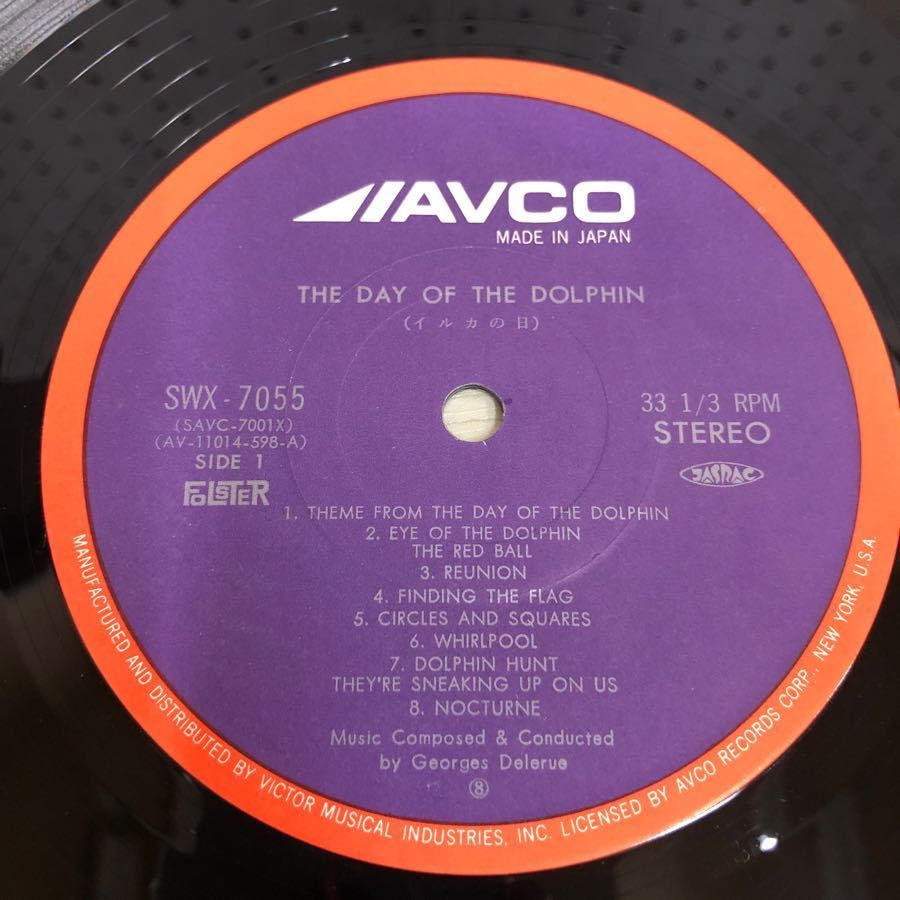 AVCO
MADE IN JAPAN
THE DAY OF THE DOLPHIN
(イルカの日)
SWX-7055
(SAVC-7001X)
(AV-11014-598-A)
SIDE 1
FOLSTER
33 1/3 RPM
STEREO
JASRAC
1. THEME FROM THE DAY OF THE DOLPHIN
2. EYE OF THE DOLPHIN
THE RED BALL
3. REUNION
4. FINDING THE FLAG
5. CIRCLES AND SQUARES
6. WHIRLPOOL
7. DOLPHIN HUNT
THEY'RE SNEAKING UP ON US
8. NOCTURNE
Music Composed & Conducted
by Georges Delerue
⑧
MANUFACTURED AND DISTRIBUTED BY VICTOR MUSICAL INDUSTRIES, INC. LICENSED BY AVCO RECORDS CORP., NEW YORK, U.S.A.